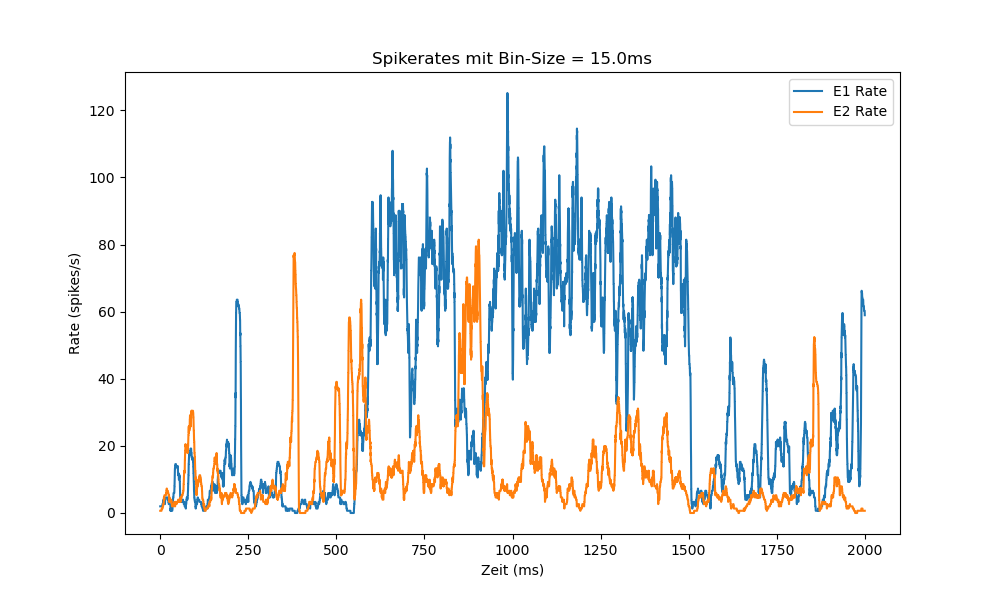 Spikerates mit Bin-Size = 15.0ms
E1 Rate
E2 Rate
120
100
80
60
40
20
0
Rate (spikes/s)
0 250 500 750 1000 1250 1500 1750 2000
Zeit (ms)